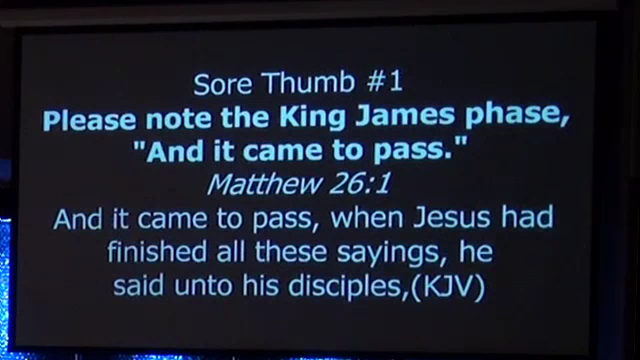 Sore Thumb #1
Please note the King James phase,
"And it came to pass."
Matthew 26:1
And it came to pass, when Jesus had
finished all these sayings, he
said unto his disciples,(KJV)